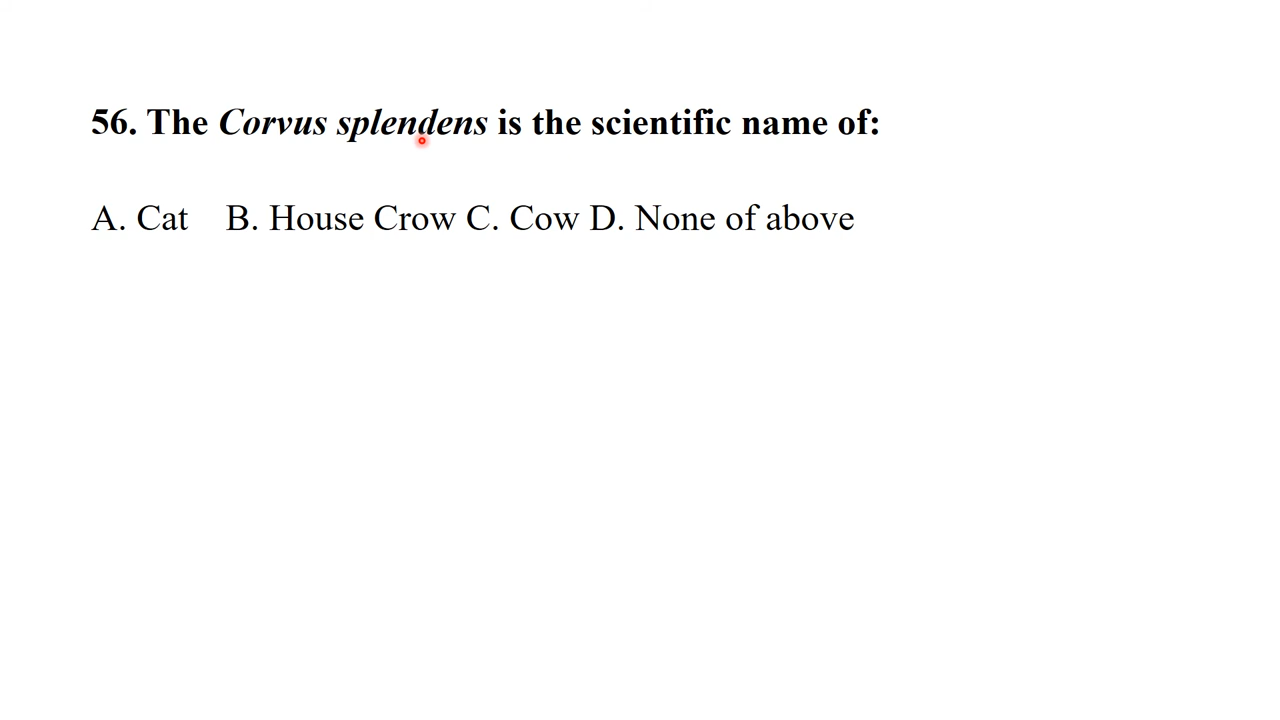 56. The Corvus splendens is the scientific name of:
A. Cat B. House Crow C. Cow D. None of above